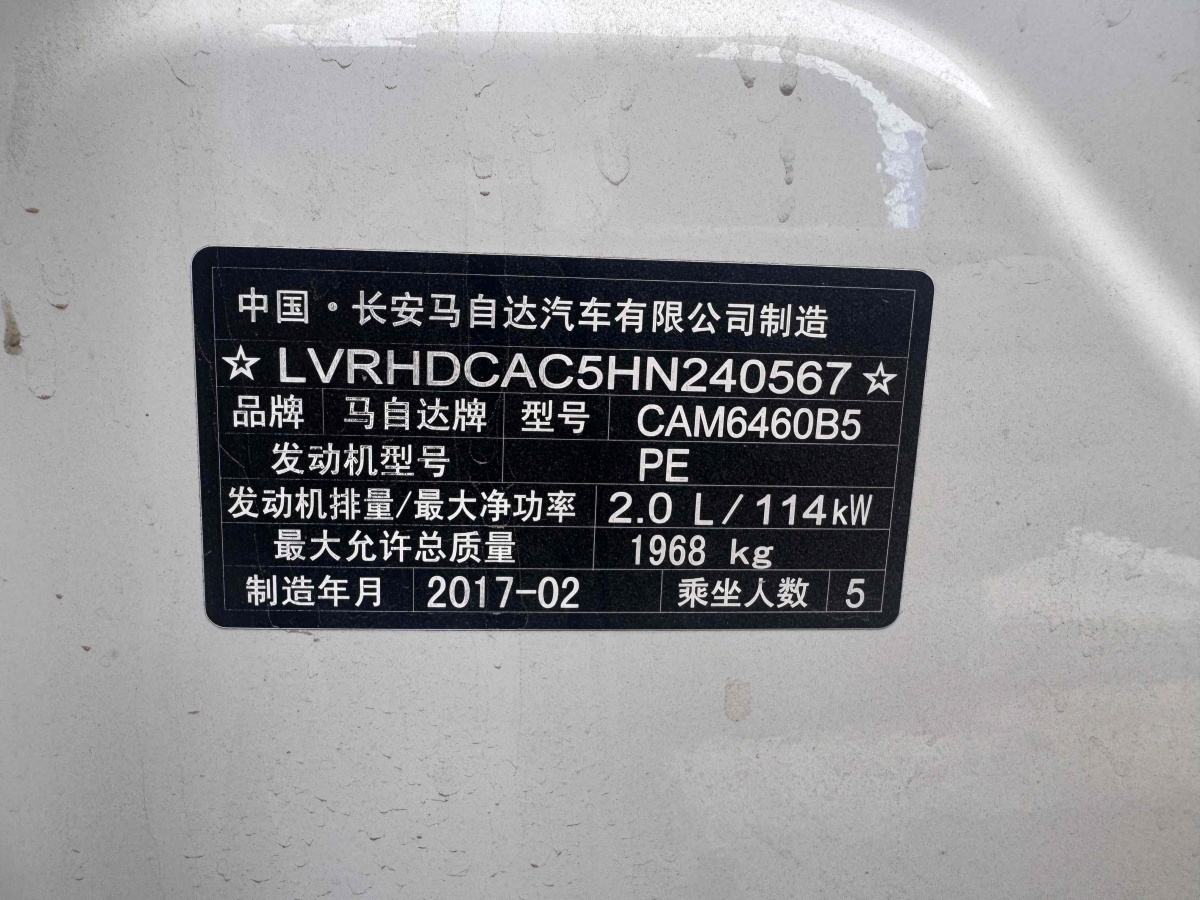 中国·长安马自达汽车有限公司制造
☆LVRHDCAC5HN240567☆
品牌 马自达牌 型号 CAM6460B5
发动机型号 PE
发动机排量/最大净功率 2.0 L/114kW
最大允许总质量 1968 kg
制造年月 2017-02 乘坐人数 5